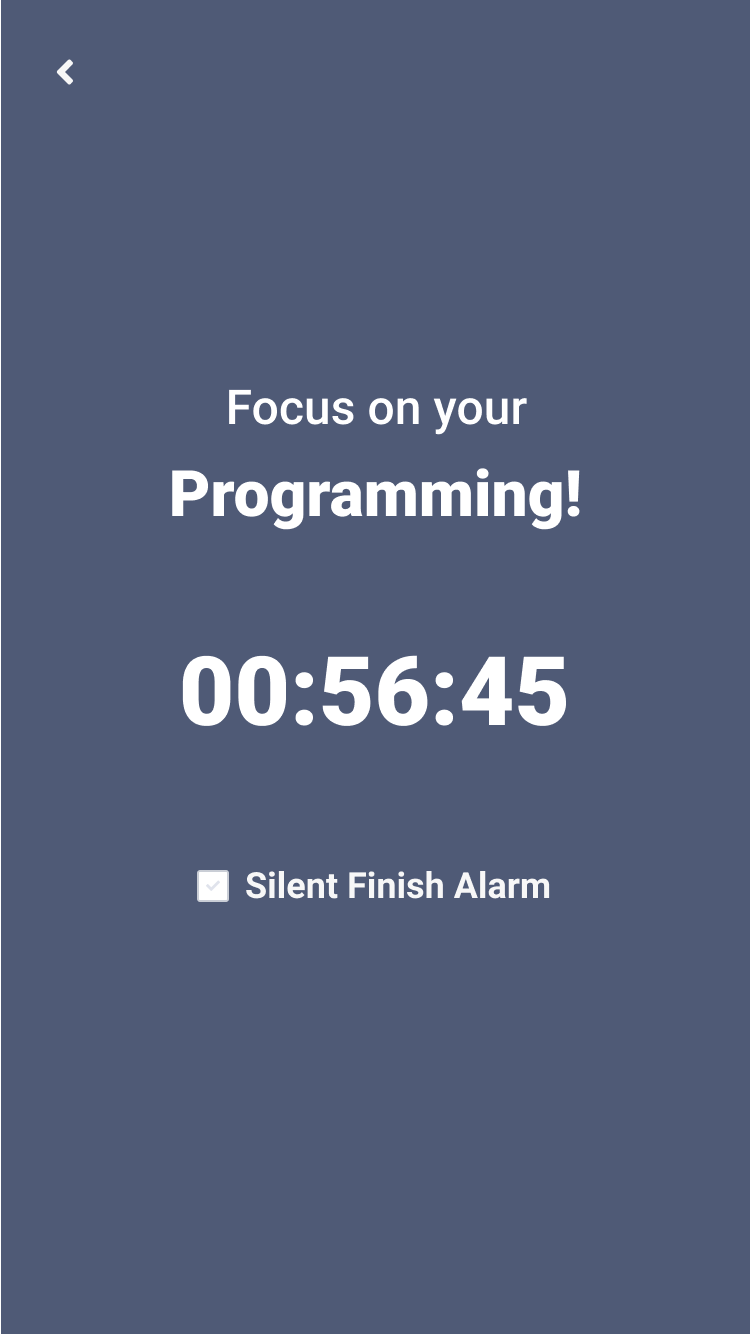 Focus on your
Programming!
00:56:45
Silent Finish Alarm